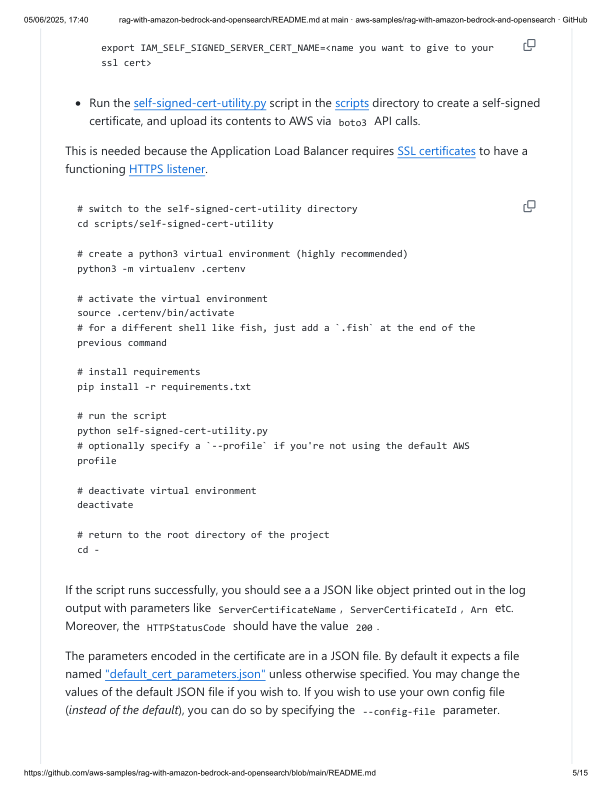 05/06/2025, 17:40
rag-with-amazon-bedrock-and-opensearch/README.md at main · aws-samples/rag-with-amazon-bedrock-and-opensearch · GitHub
export IAM_SELF_SIGNED_SERVER_CERT_NAME=<name you want to give to your
ssl cert>
• Run the self-signed-cert-utility.py script in the scripts directory to create a self-signed
certificate, and upload its contents to AWS via boto3 API calls.
This is needed because the Application Load Balancer requires SSL certificates to have a
functioning HTTPS listener.
# switch to the self-signed-cert-utility directory
cd scripts/self-signed-cert-utility
# create a python3 virtual environment (highly recommended)
python3 -m virtualenv .certenv
# activate the virtual environment
source .certenv/bin/activate
# for a different shell like fish, just add a `.fish` at the end of the
previous command
# install requirements
pip install -r requirements.txt
# run the script
python self-signed-cert-utility.py
# optionally specify a `--profile` if you're not using the default AWS
profile
# deactivate virtual environment
deactivate
# return to the root directory of the project
cd -
If the script runs successfully, you should see a a JSON like object printed out in the log
output with parameters like ServerCertificateName , ServerCertificateId , Arn etc.
Moreover, the HTTPStatusCode should have the value 200 .
The parameters encoded in the certificate are in a JSON file. By default it expects a file
named "default_cert_parameters.json" unless otherwise specified. You may change the
values of the default JSON file if you wish to. If you wish to use your own config file
(instead of the default), you can do so by specifying the --config-file parameter.
https://github.com/aws-samples/rag-with-amazon-bedrock-and-opensearch/blob/main/README.md
5/15